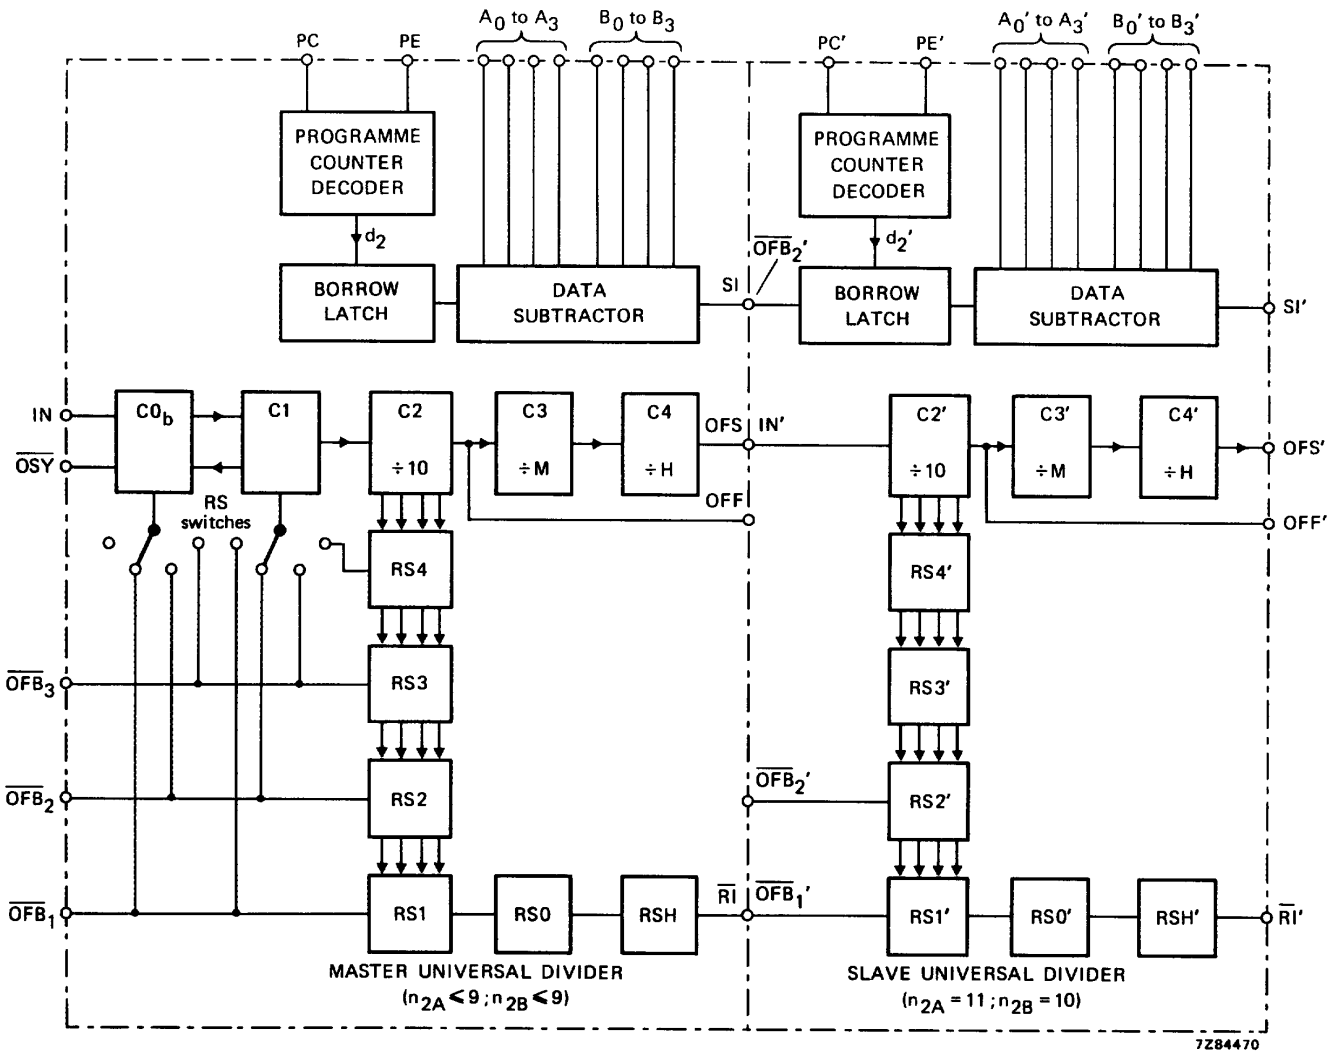 A0 to A3
B0 to B3
A0' to A3'
B0' to B3'
PC
PE
PC'
PE'
PROGRAMME
COUNTER
DECODER
PROGRAMME
COUNTER
DECODER
d2
d2'
BORROW
LATCH
DATA
SUBTRACTOR
SI
OFB2'
BORROW
LATCH
DATA
SUBTRACTOR
SI'
IN
OSY
C0b
C1
C2
÷10
C3
÷M
C4
÷H
OFS
IN'
OFF
C2'
÷10
C3'
÷M
C4'
÷H
OFS'
OFF'
RS
switches
RS4
RS4'
OFB3
RS3
RS3'
OFB2
RS2
OFB2'
RS2'
OFB1
RS1
RS0
RSH
RI
OFB1'
RS1'
RS0'
RSH'
RI'
MASTER UNIVERSAL DIVIDER
(n2A ≤ 9 ; n2B ≤ 9)
SLAVE UNIVERSAL DIVIDER
(n2A = 11 ; n2B = 10)
7Z84470